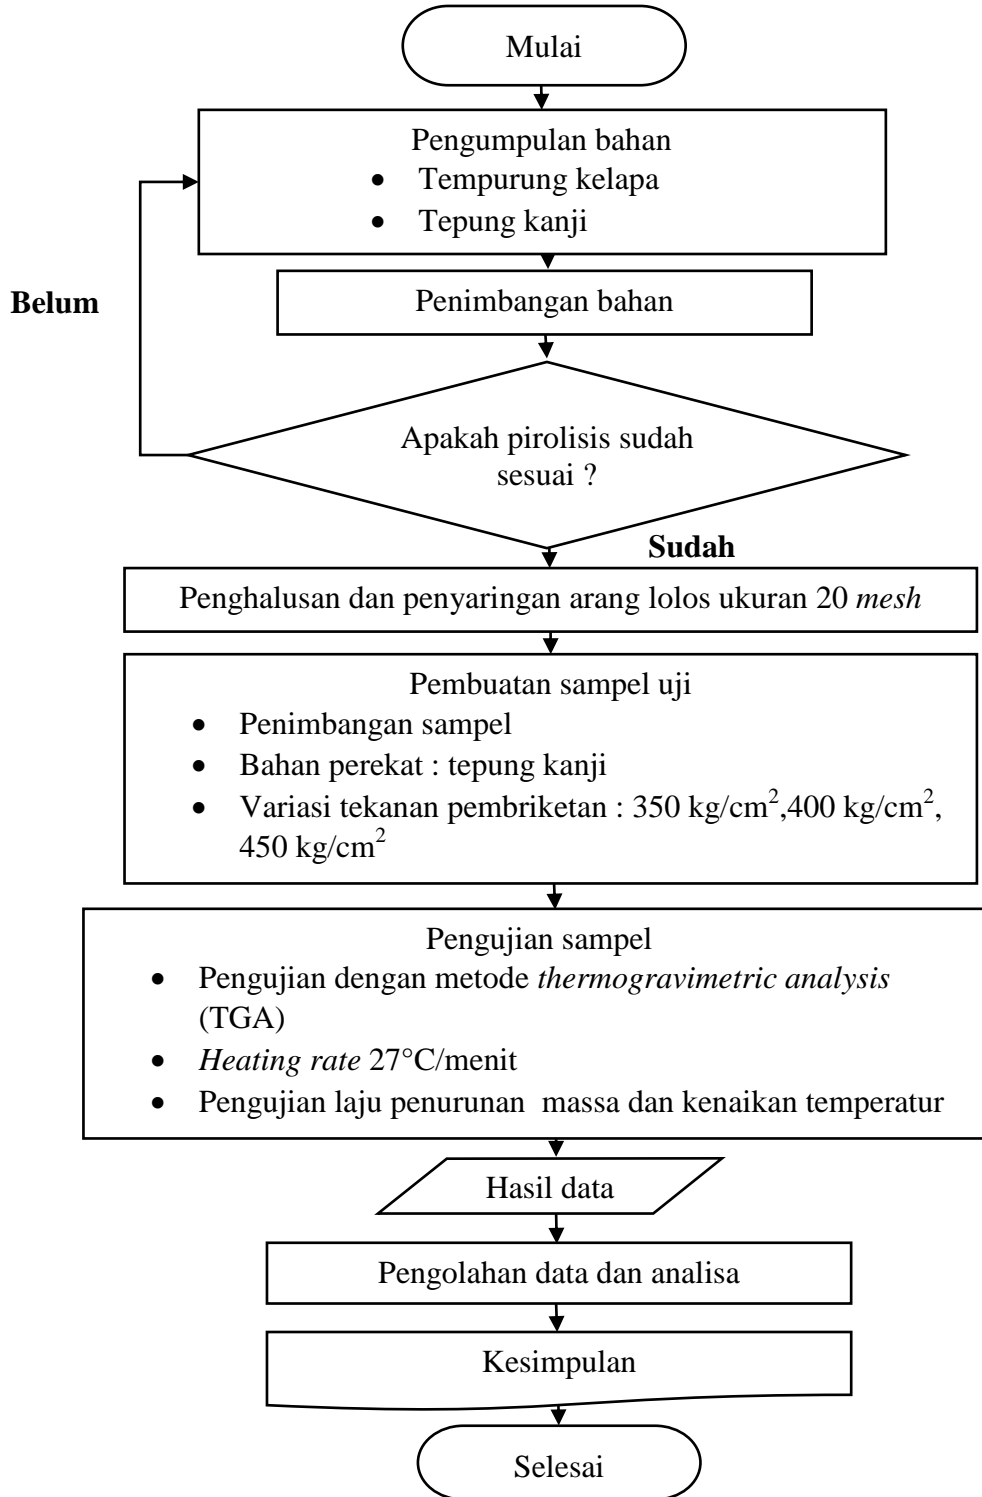 Mulai
Pengumpulan bahan
• Tempurung kelapa
• Tepung kanji
Penimbangan bahan
Belum
Apakah pirolisis sudah
sesuai ?
Sudah
Penghalusan dan penyaringan arang lolos ukuran 20 mesh
Pembuatan sampel uji
• Penimbangan sampel
• Bahan perekat : tepung kanji
• Variasi tekanan pembriketan : 350 kg/cm²,400 kg/cm²,
450 kg/cm²
Pengujian sampel
• Pengujian dengan metode thermogravimetric analysis
(TGA)
• Heating rate 27°C/menit
• Pengujian laju penurunan  massa dan kenaikan temperatur
Hasil data
Pengolahan data dan analisa
Kesimpulan
Selesai